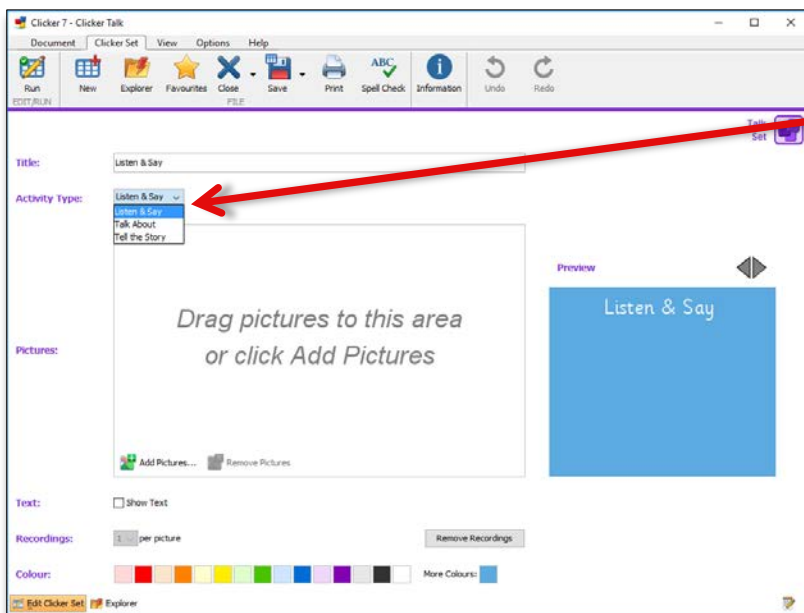 Clicker 7 - Clicker Talk
Document Clicker Set View Options Help
ABC
Run New Explorer Favourites Close Save Print Spell Check Information Undo Redo
EDIT/RUN FILE
Talk
Set
Title: Listen & Say
Activity Type: Listen & Say
Listen & Say
Talk About
Tell the Story
Preview
Listen & Say
Drag pictures to this area
or click Add Pictures
Pictures:
Add Pictures... Remove Pictures
Text: Show Text
Recordings: 1 per picture Remove Recordings
Colour: More Colours:
Edit Clicker Set Explorer